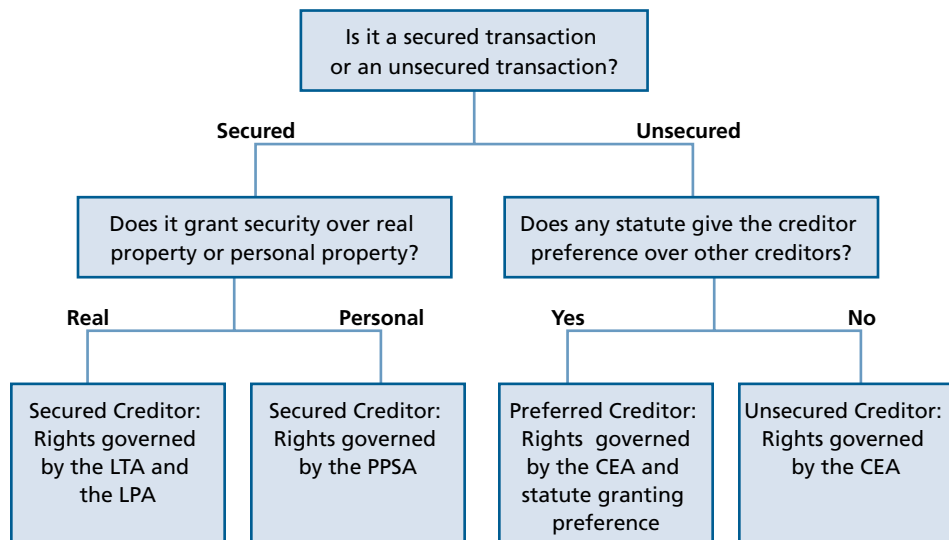 Is it a secured transaction
or an unsecured transaction?
Secured
Unsecured
Does it grant security over real
property or personal property?
Does any statute give the creditor
preference over other creditors?
Real
Personal
Yes
No
Secured Creditor:
Rights governed
by the LTA and
the LPA
Secured Creditor:
Rights governed
by the PPSA
Preferred Creditor:
Rights governed
by the CEA and
statute granting
preference
Unsecured Creditor:
Rights governed
by the CEA